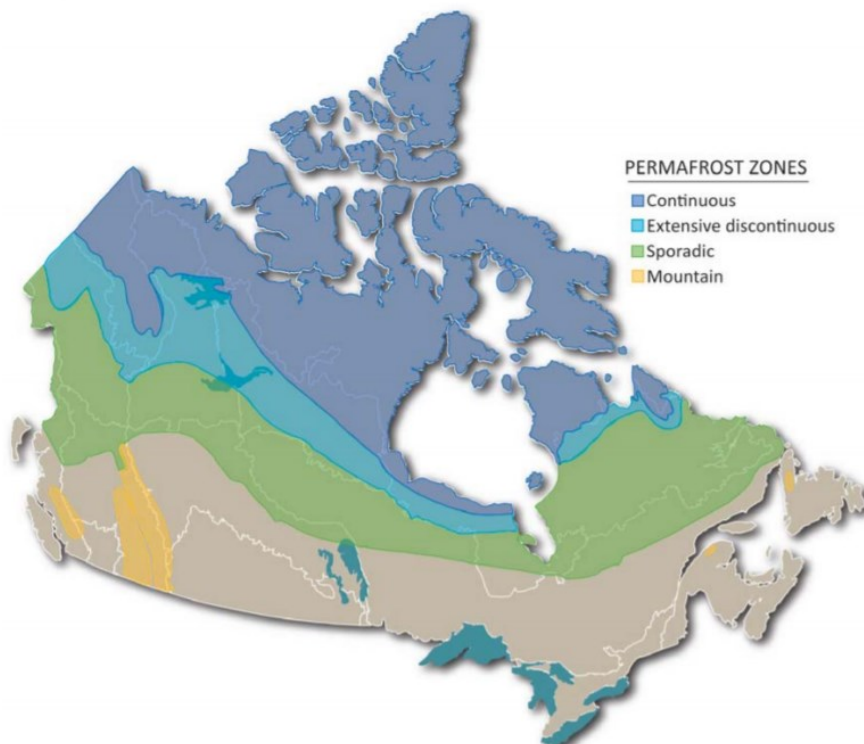 PERMAFROST ZONES
Continuous
Extensive discontinuous
Sporadic
Mountain